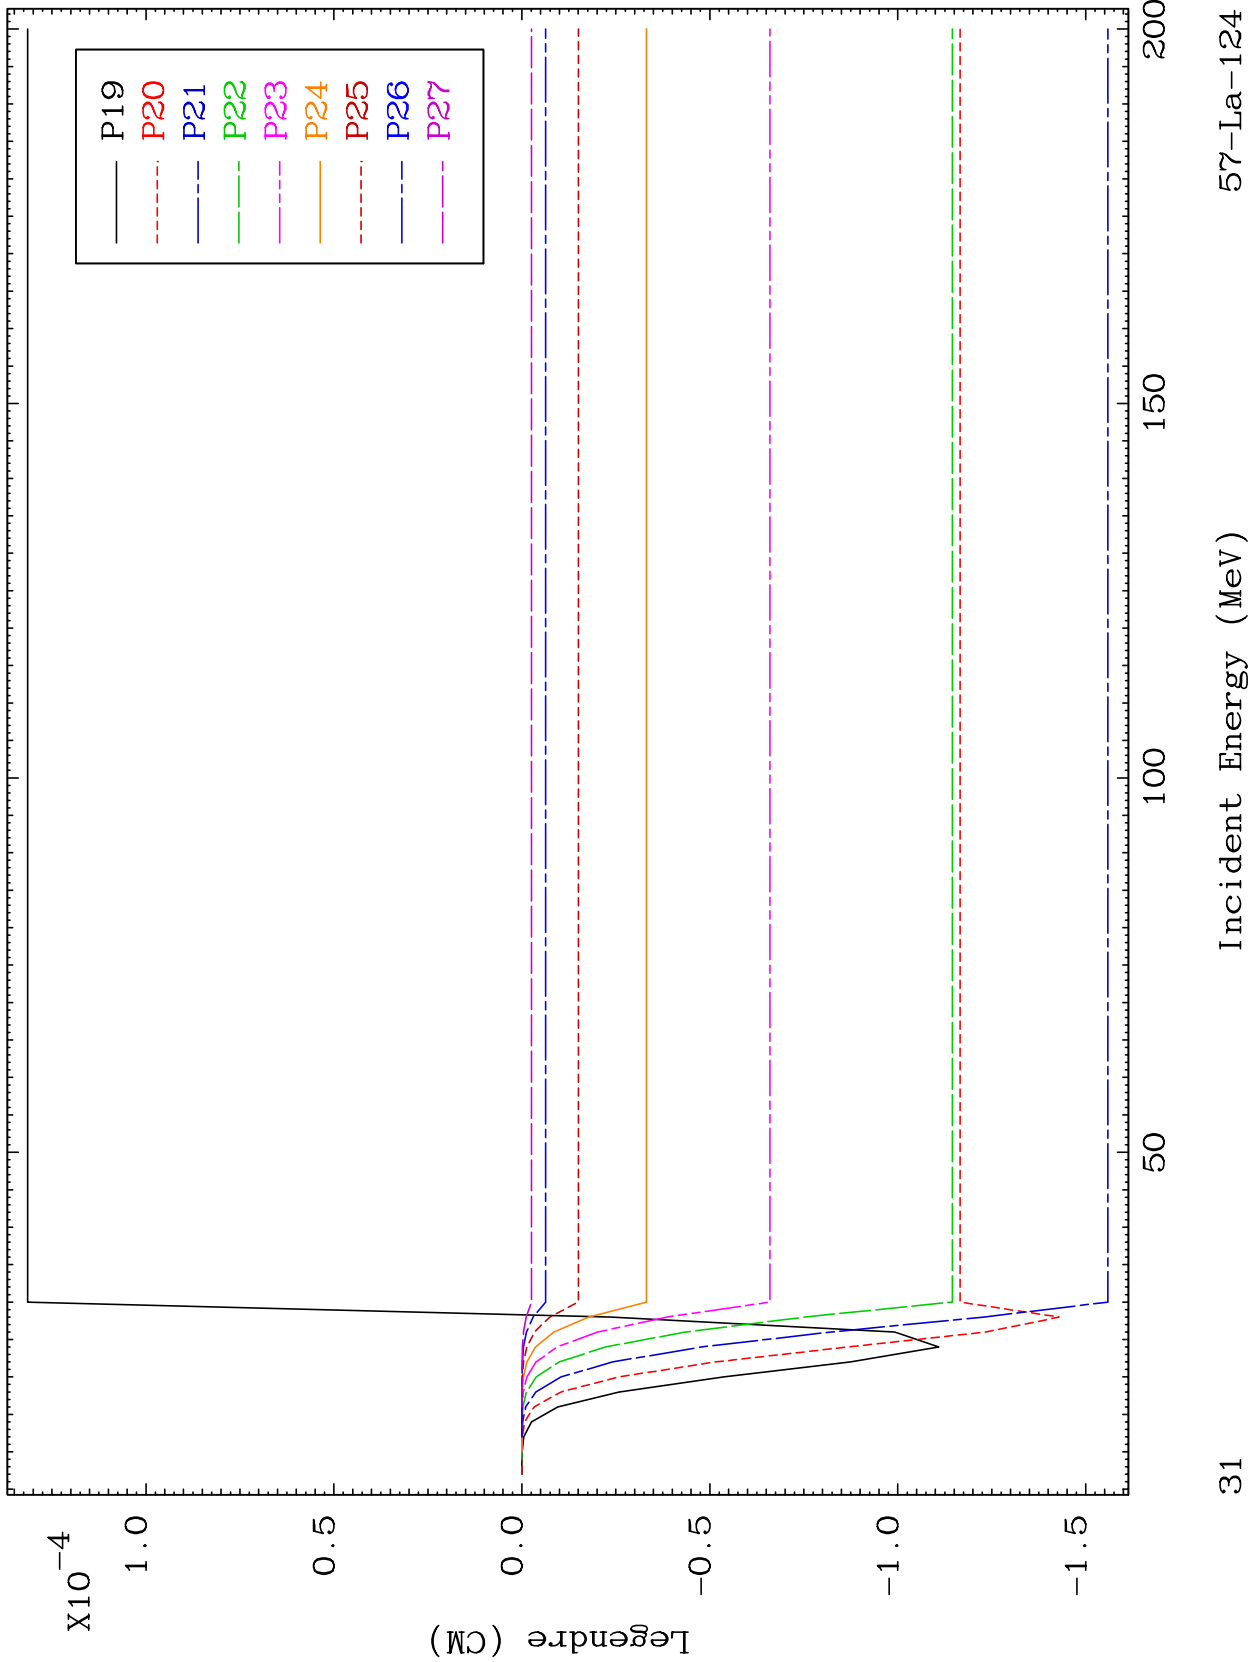 X10-4
1.0
0.5
0.0
-0.5
-1.0
-1.5
Legendre (CM)
P19
P20
P21
P22
P23
P24
P25
P26
P27
50
100
150
200
Incident Energy (MeV)
31
57-La-124